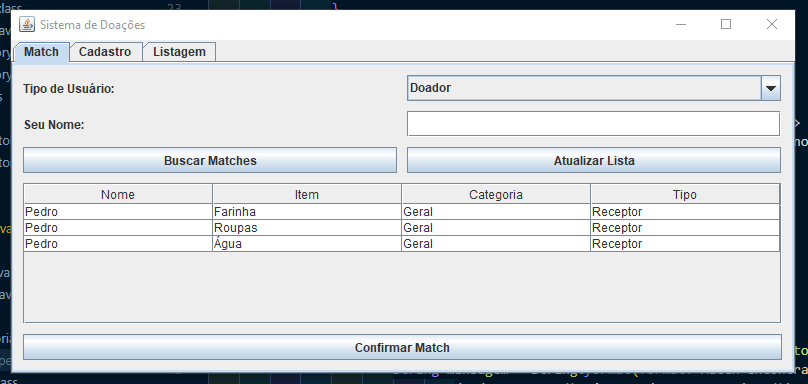 Sistema de Doações
Match Cadastro Listagem
Tipo de Usuário: Doador
Seu Nome:
Buscar Matches Atualizar Lista
Nome Item Categoria Tipo
Pedro Farinha Geral Receptor
Pedro Roupas Geral Receptor
Pedro Água Geral Receptor
Confirmar Match